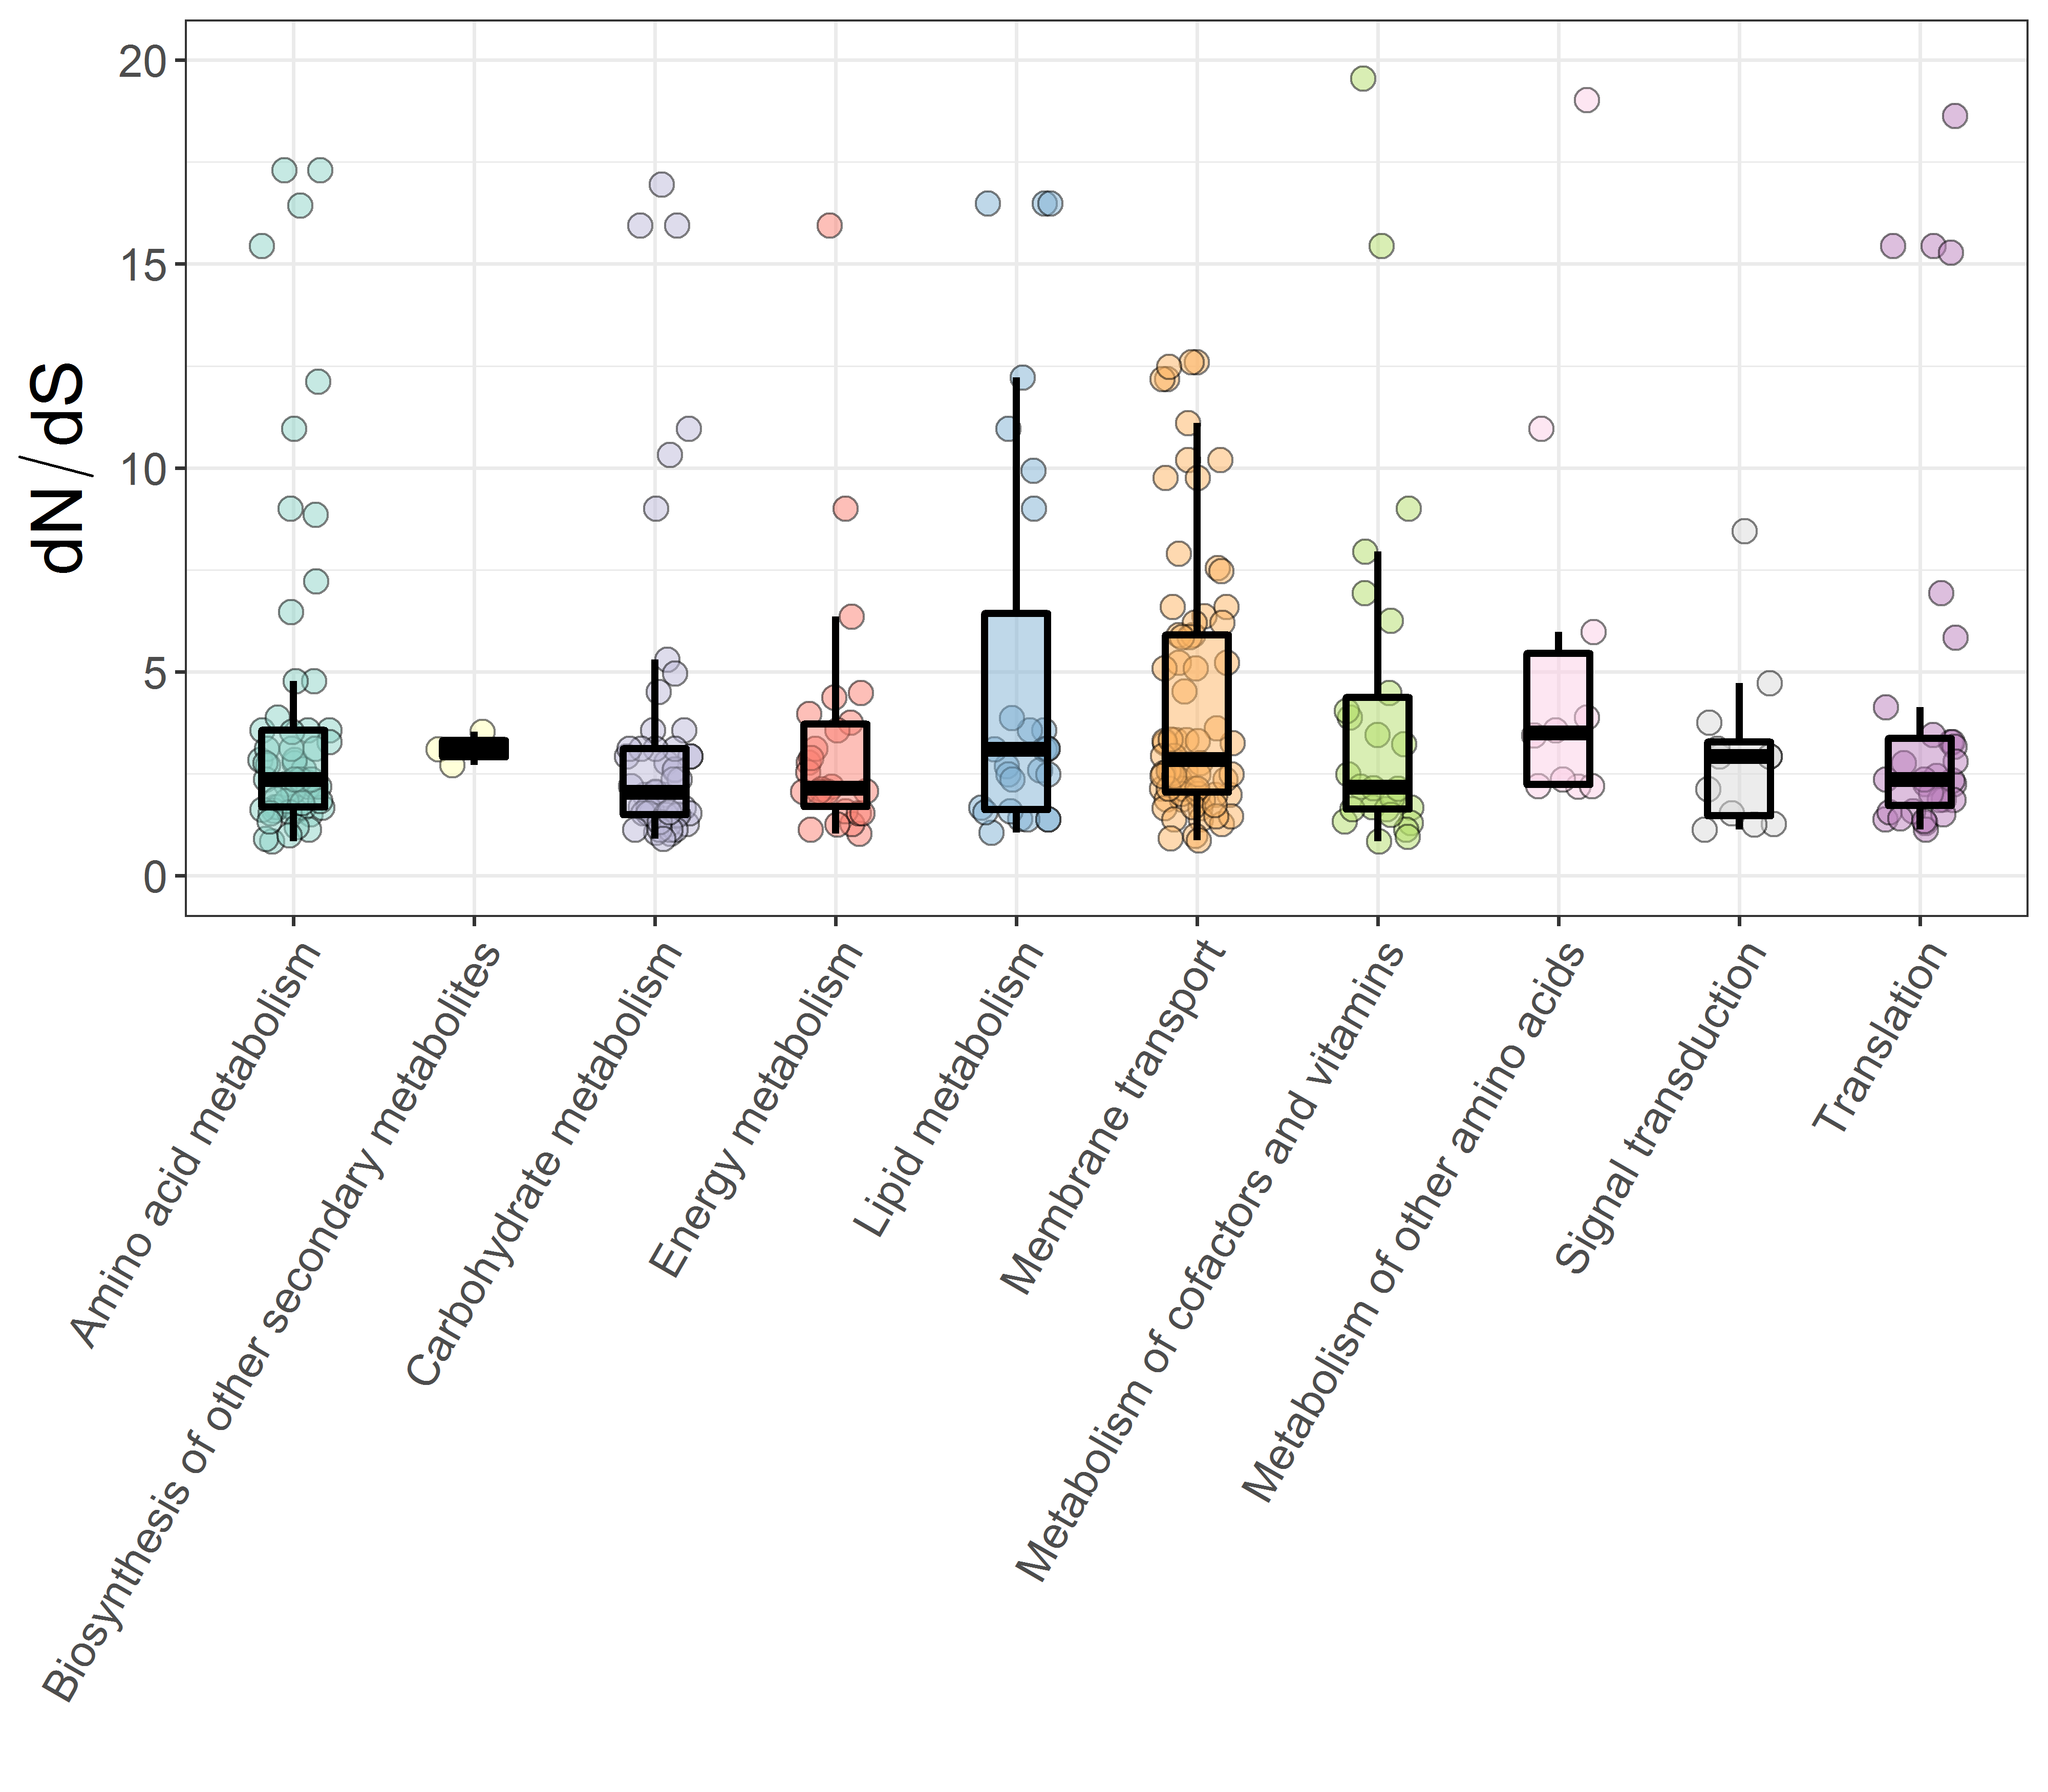 dN / dS
20
15
10
5
0
Amino acid metabolism
Biosynthesis of other secondary metabolites
Carbohydrate metabolism
Energy metabolism
Lipid metabolism
Membrane transport
Metabolism of cofactors and vitamins
Metabolism of other amino acids
Signal transduction
Translation